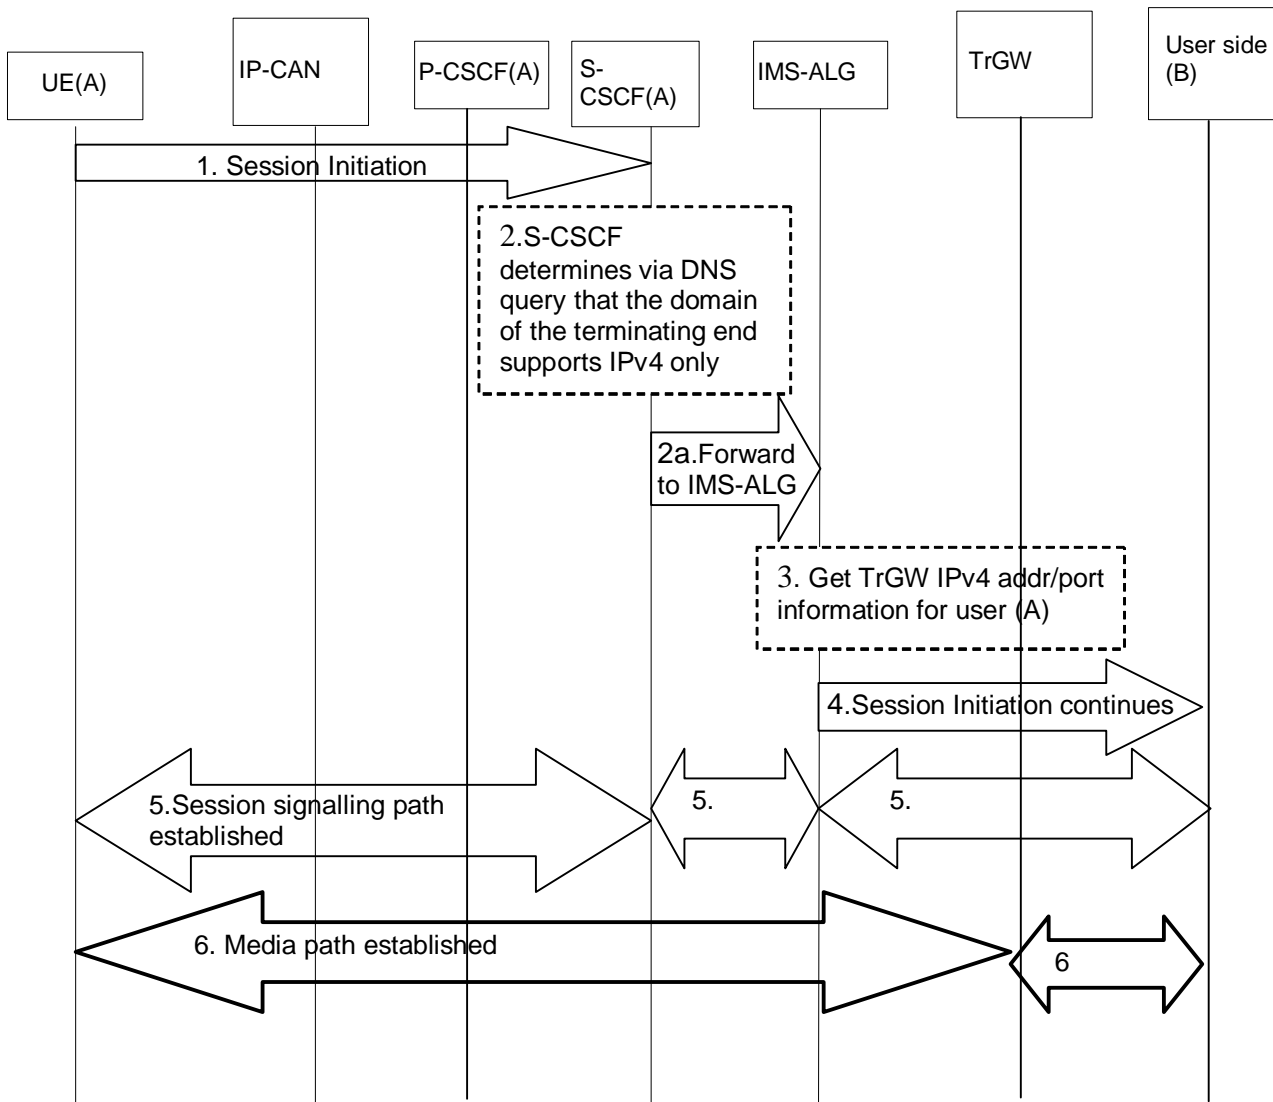 UE(A)
IP-CAN
P-CSCF(A)
S-
CSCF(A)
IMS-ALG
TrGW
User side
(B)
1. Session Initiation
2.S-CSCF
determines via DNS
query that the domain
of the terminating end
supports IPv4 only
2a.Forward
to IMS-ALG
3. Get TrGW IPv4 addr/port
information for user (A)
4.Session Initiation continues
5.Session signalling path
established
5.
5.
6. Media path established
6